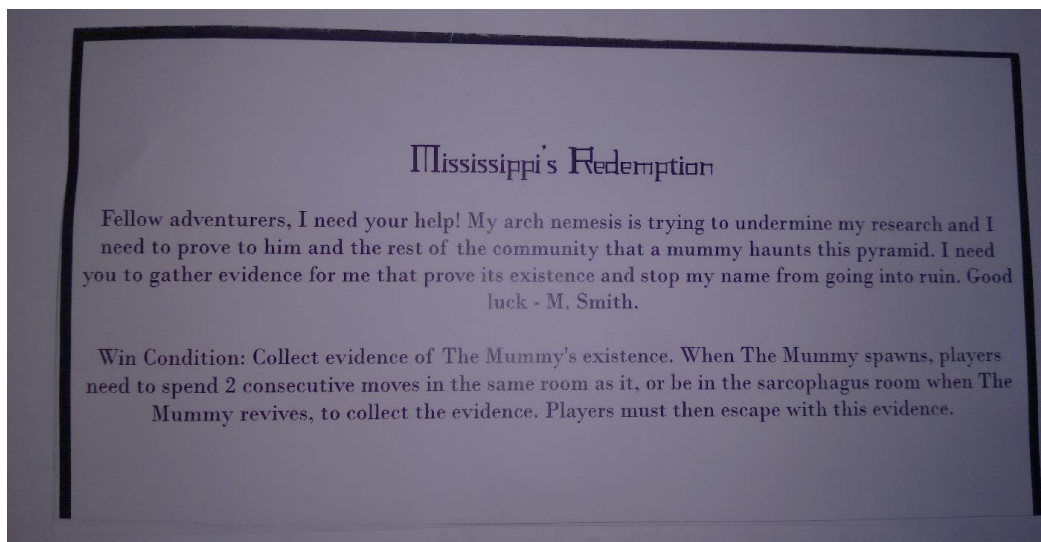 Mississippi's Redemption
Fellow adventurers, I need your help! My arch nemesis is trying to undermine my research and I
need to prove to him and the rest of the community that a mummy haunts this pyramid. I need
you to gather evidence for me that prove its existence and stop my name from going into ruin. Good
luck - M. Smith.
Win Condition: Collect evidence of The Mummy's existence. When The Mummy spawns, players
need to spend 2 consecutive moves in the same room as it, or be in the sarcophagus room when The
Mummy revives, to collect the evidence. Players must then escape with this evidence.